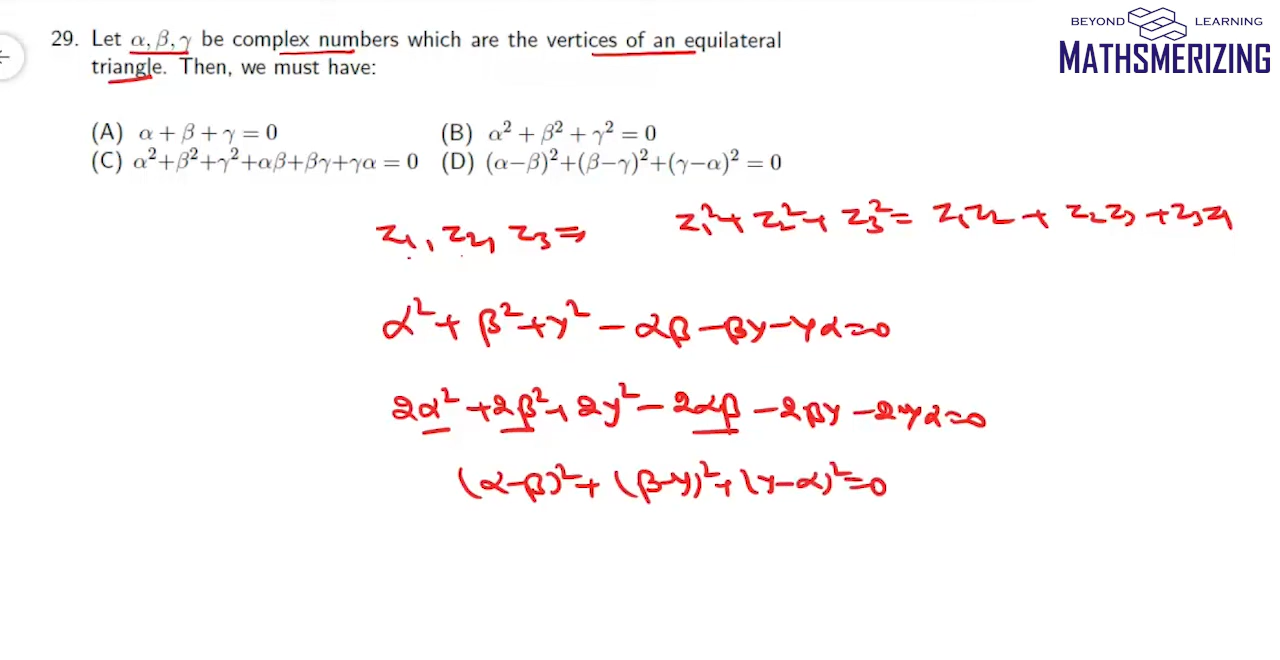 BEYOND LEARNING
MATHSMERIZING
29. Let α, β, γ be complex numbers which are the vertices of an equilateral
triangle. Then, we must have:
(A) α + β + γ = 0 (B) α² + β² + γ² = 0
(C) α²+β²+γ²+αβ+βγ+γα = 0 (D) (α−β)²+(β−γ)²+(γ−α)² = 0
z₁, z₂, z₃ ⇒ z₁² + z₂² + z₃² = z₁z₂ + z₂z₃ + z₃z₁
α² + β² + γ² − αβ − βγ − γα = 0
2α² + 2β² + 2γ² − 2αβ − 2βγ − 2γα = 0
(α−β)² + (β−γ)² + (γ−α)² = 0